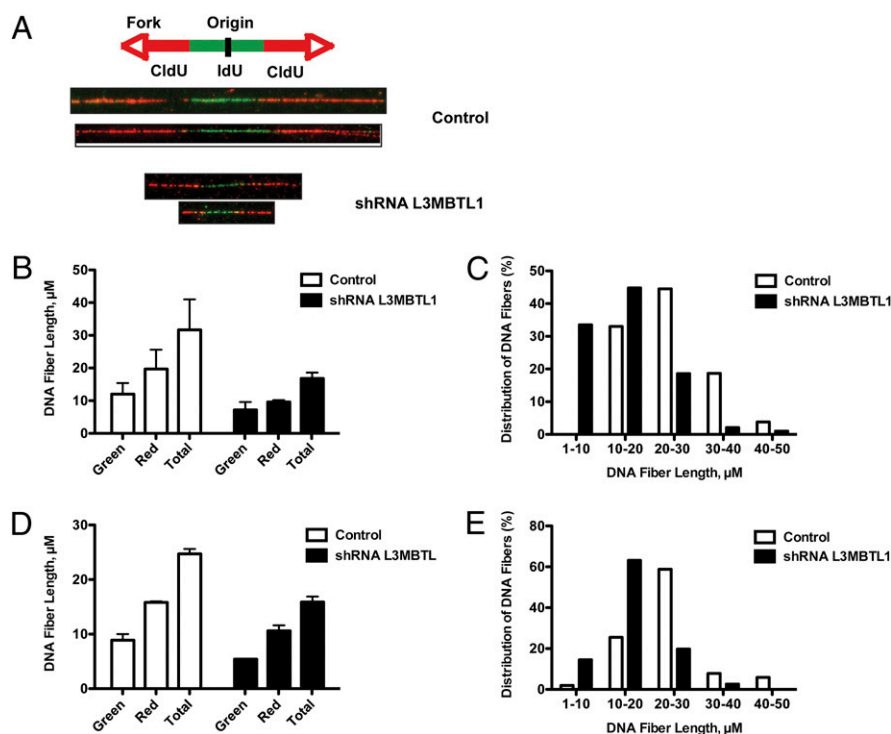 A
Fork Origin
CldU IdU CldU
Control
shRNA L3MBTL1
B
DNA Fiber Length, µM
50
40
30
20
10
0
Green Red Total Green Red Total
Control
shRNA L3MBTL1
C
Distribution of DNA Fibers (%)
50
40
30
20
10
0
1-10 10-20 20-30 30-40 40-50
DNA Fiber Length, µM
Control
shRNA L3MBTL1
D
DNA Fiber Length, µM
30
20
10
0
Green Red Total Green Red Total
Control
shRNA L3MBTL
E
Distribution of DNA Fibers (%)
80
60
40
20
0
1-10 10-20 20-30 30-40 40-50
DNA Fiber Length, µM
Control
shRNA L3MBTL1